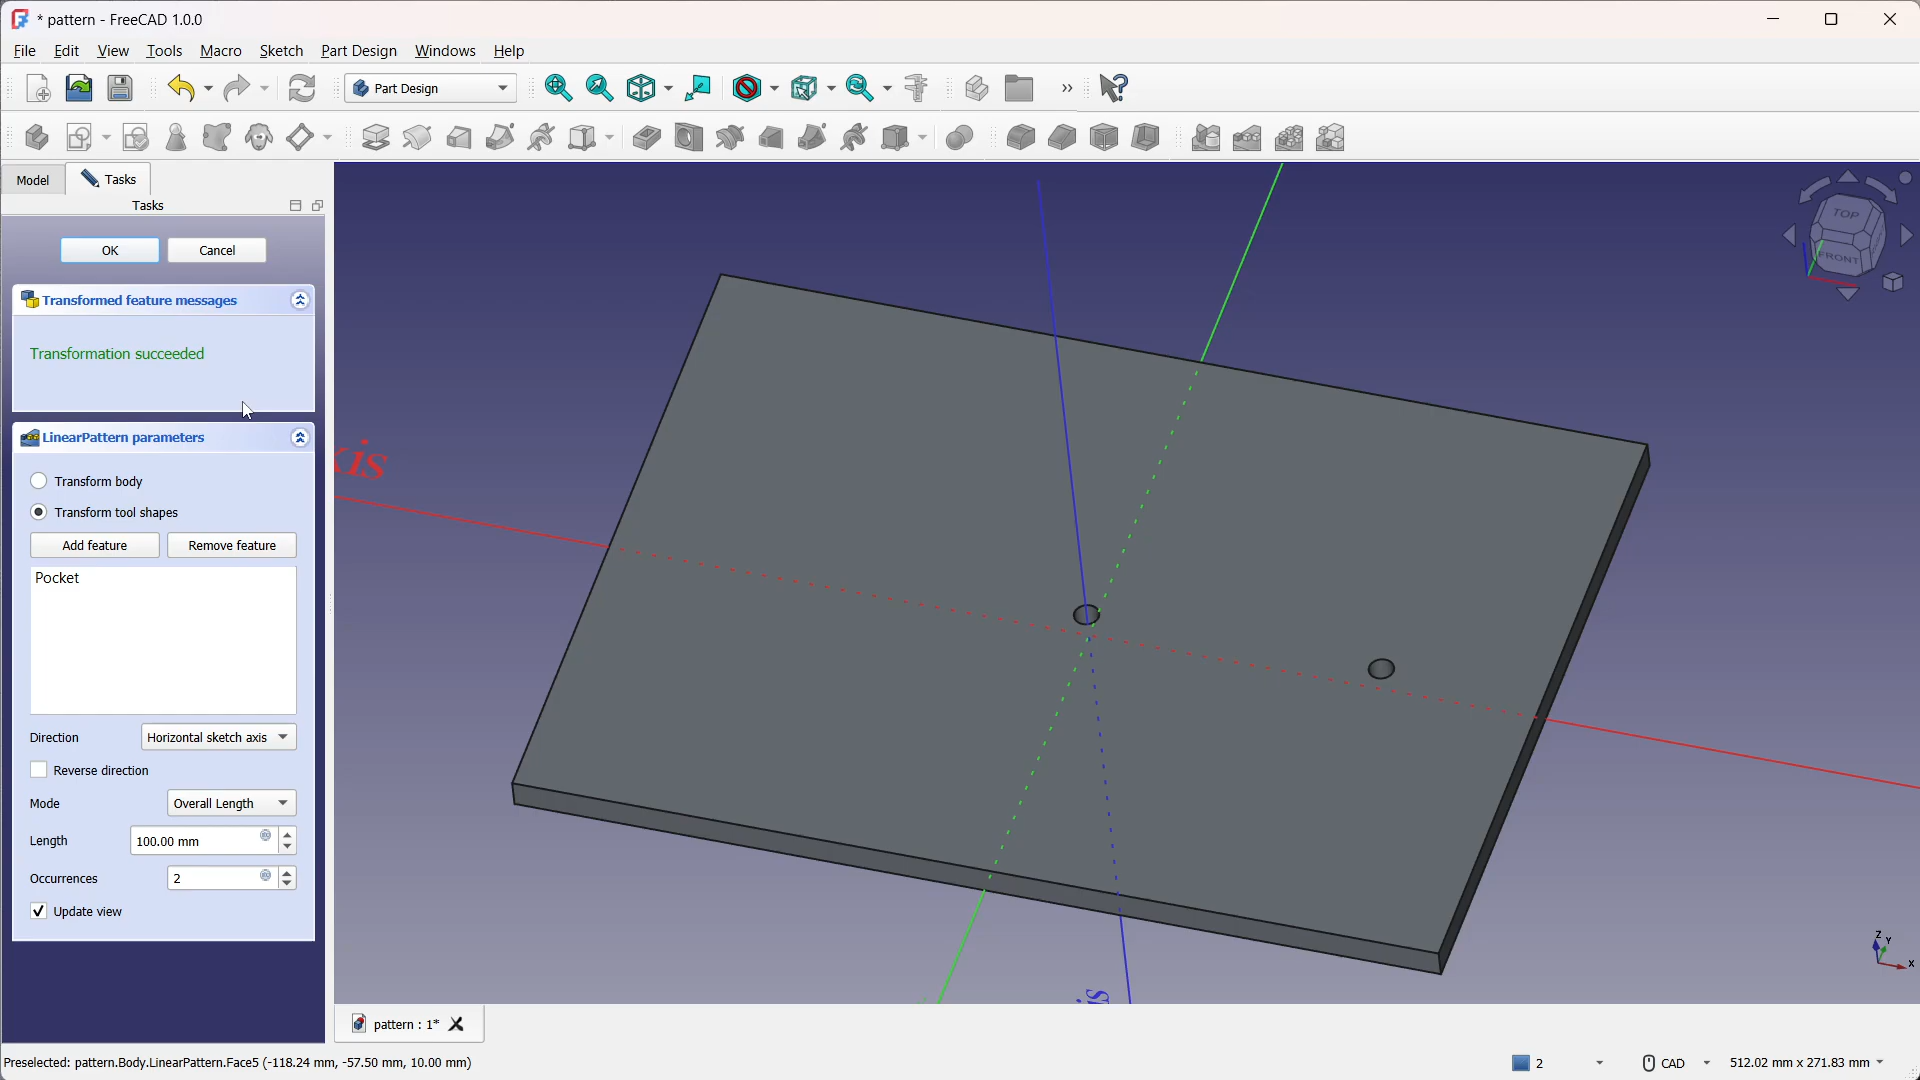 * pattern - FreeCAD 1.0.0
File Edit View Tools Macro Sketch Part Design Windows Help
Part Design
»
Model Tasks
Tasks
OK Cancel
Transformed feature messages
Transformation succeeded
LinearPattern parameters
Transform body
Transform tool shapes
Add feature Remove feature
Pocket
Direction Horizontal sketch axis
Reverse direction
Mode Overall Length
Length 100.00 mm
Occurrences 2
Update view
TOP
FRONT
Z
Y
X
pattern : 1*
Preselected: pattern.Body.LinearPattern.Face5 (-118.24 mm, -57.50 mm, 10.00 mm)
2 CAD 512.02 mm x 271.83 mm